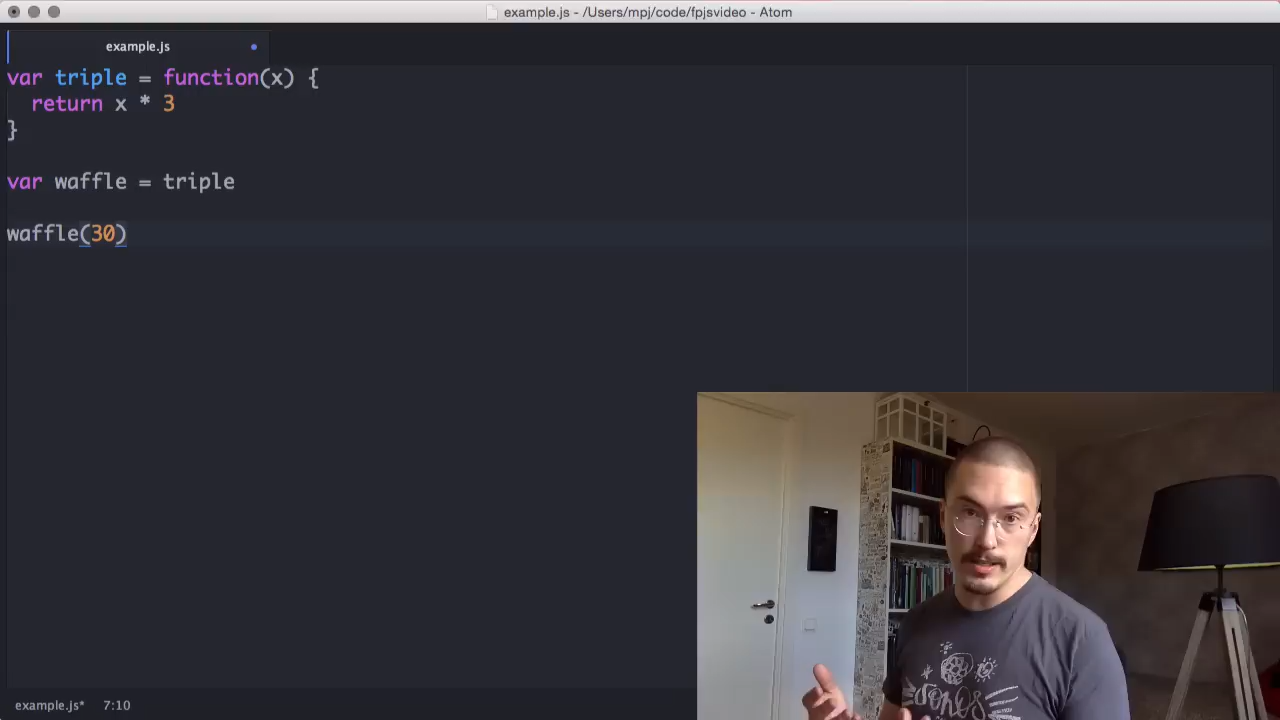 example.js - /Users/mpj/code/fpjsvideo - Atom
example.js
var triple = function(x) {
  return x * 3
}
var waffle = triple
waffle(30)
example.js*  7:10